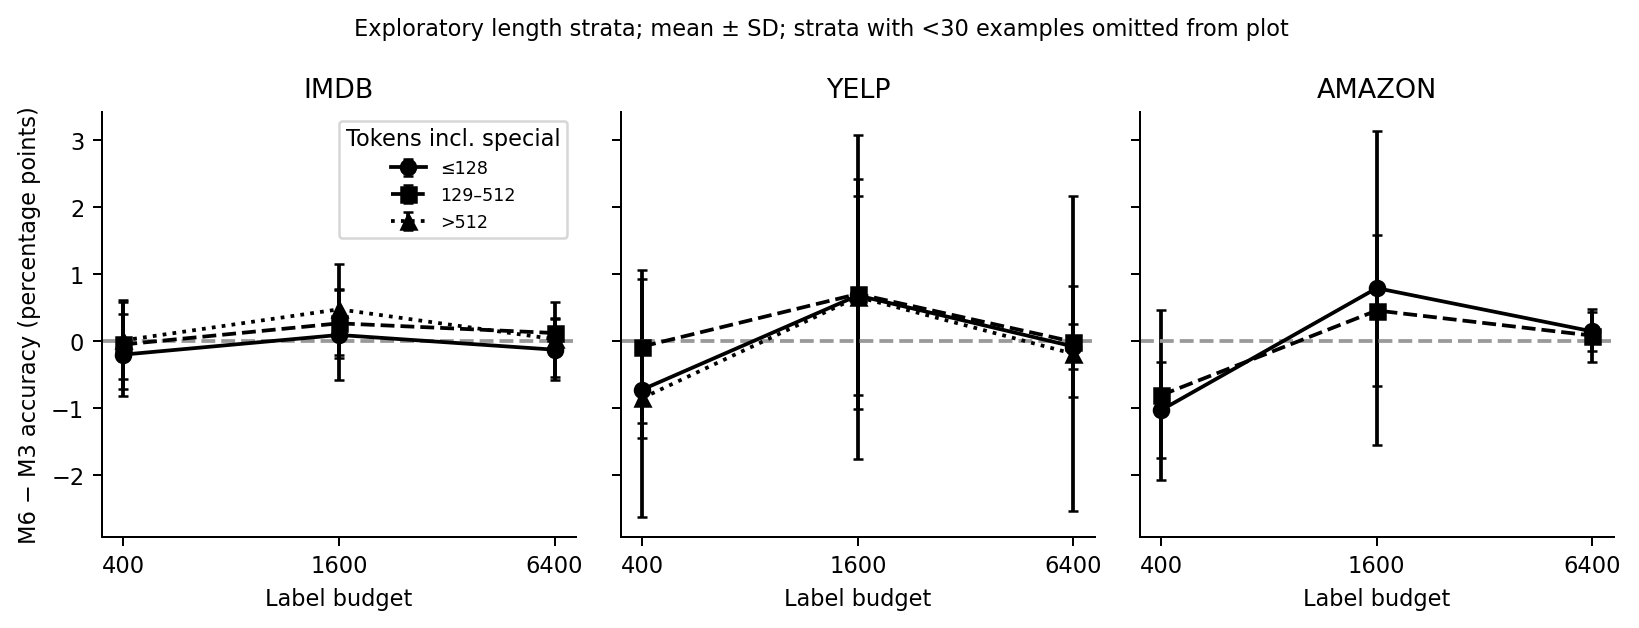 Exploratory length strata; mean ± SD; strata with <30 examples omitted from plot
IMDB
YELP
AMAZON
M6 − M3 accuracy (percentage points)
3
2
1
0
−1
−2
Tokens incl. special
≤128
129–512
>512
400
1600
6400
Label budget
400
1600
6400
Label budget
400
1600
6400
Label budget